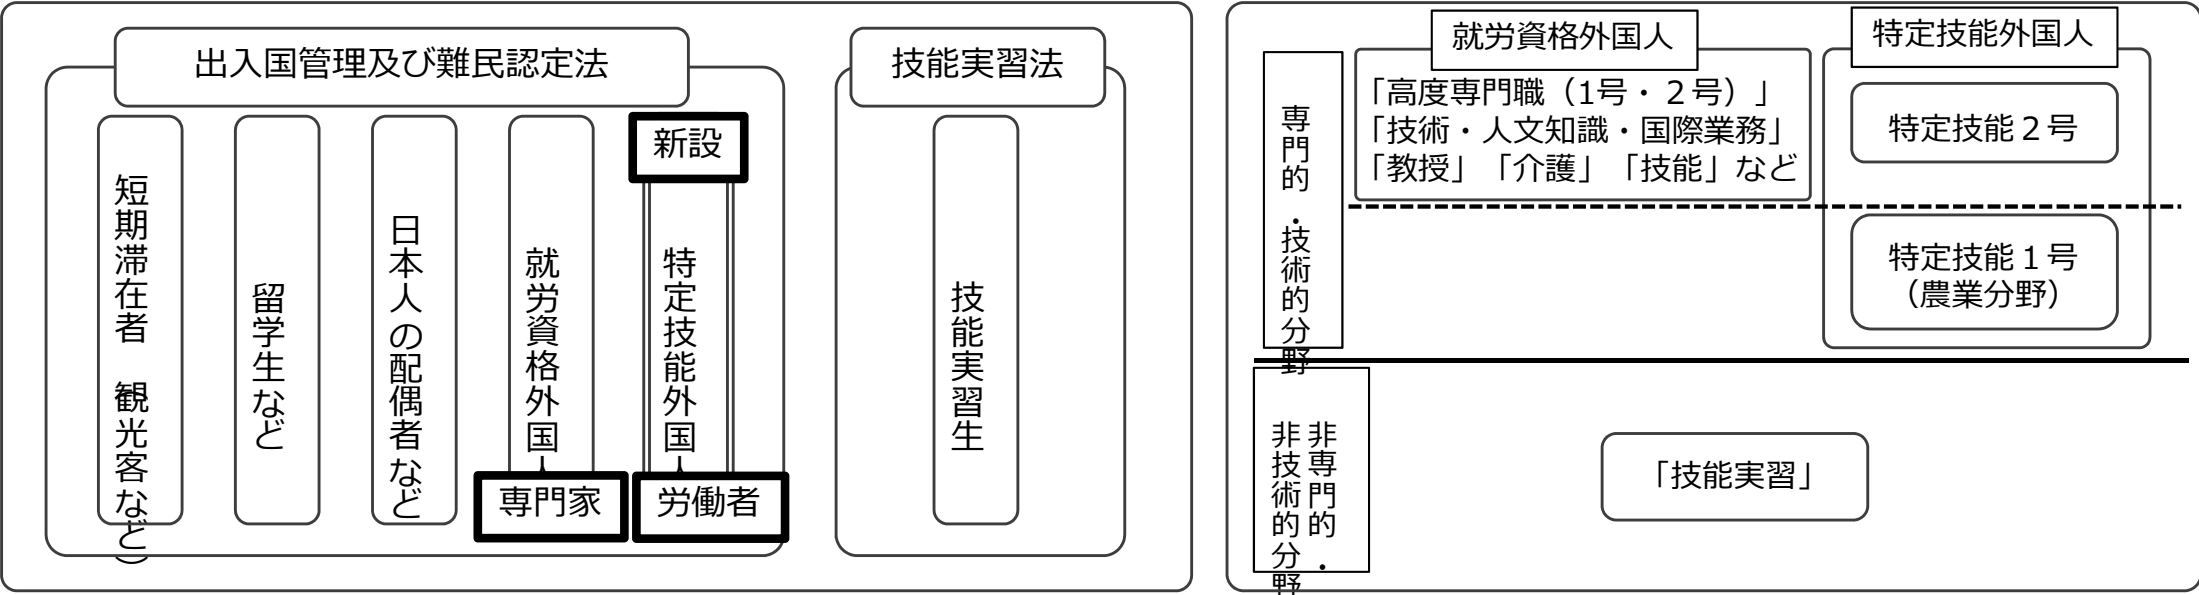 出入国管理及び難民認定法
短期滞在者　観光客など）
留学生など
日本人の配偶者など
就労資格外国人
専門家
新設
特定技能外国人
労働者
技能実習法
技能実習生
専門的・技術的分野
就労資格外国人
「高度専門職（1号・２号）」
「技術・人文知識・国際業務」
「教授」「介護」「技能」など
特定技能外国人
特定技能２号
特定技能１号
（農業分野）
非専門的・
非技術的分野
「技能実習」